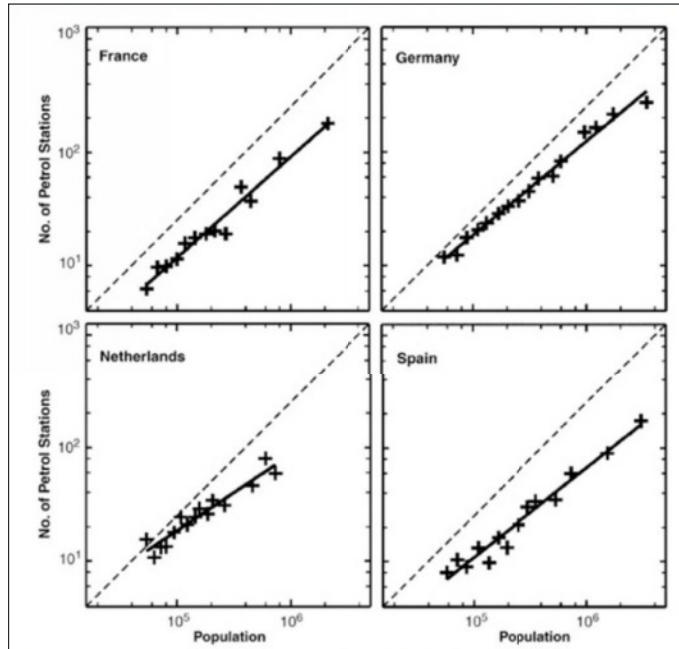 10³
France
Germany
10²
No. of Petrol Stations
10¹
10³
Netherlands
Spain
10²
No. of Petrol Stations
10¹
10⁵
10⁶
10⁵
10⁶
Population
Population